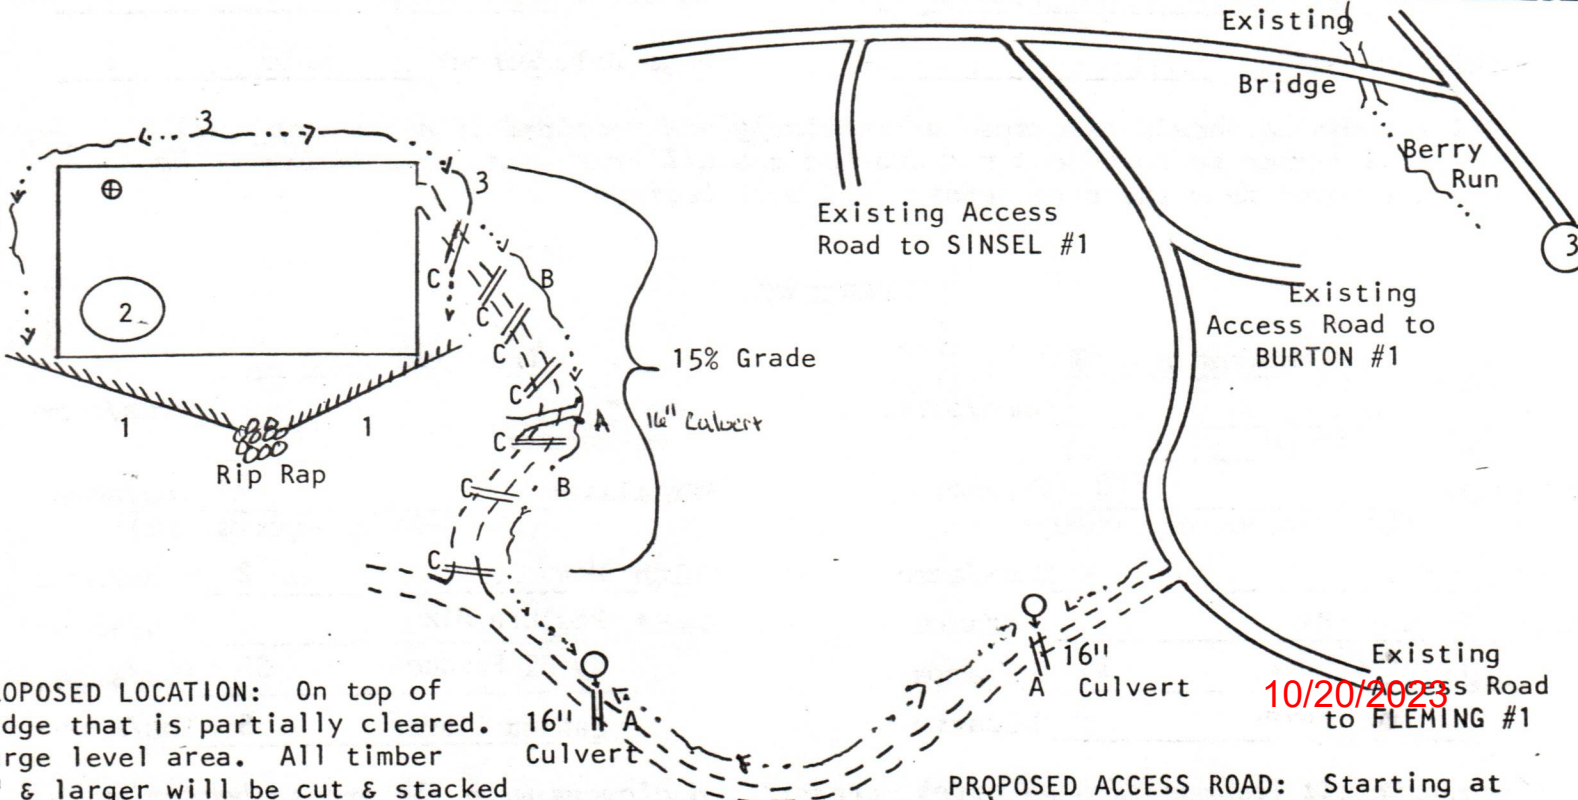 Existing
Bridge
Berry
Run
3
3
3
Existing Access
Road to SINSEL #1
Existing
Access Road to
BURTON #1
2
C
B
C
C
C
15% Grade
A
16" Culvert
C
1
1
Rip Rap
C
B
C
16"
A Culvert
Existing
Access Road
to FLEMING #1
10/20/2023
16" A
Culvert
OPOSED LOCATION: On top of
dge that is partially cleared.
rge level area. All timber
& larger will be cut & stacked
PROPOSED ACCESS ROAD: Starting at